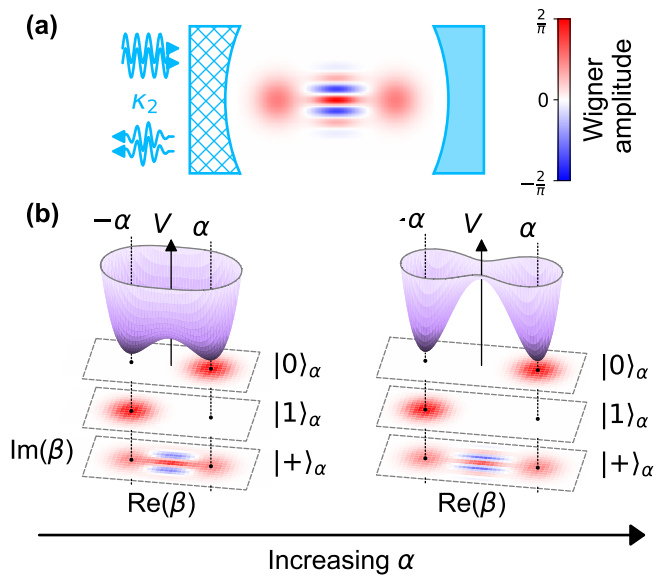 (a)
κ₂
2/π
0
−2/π
Wigner amplitude
(b)
−α V α
-α V α
|0⟩α |0⟩α
|1⟩α |1⟩α
Im(β) |+⟩α |+⟩α
Re(β) Re(β)
Increasing α